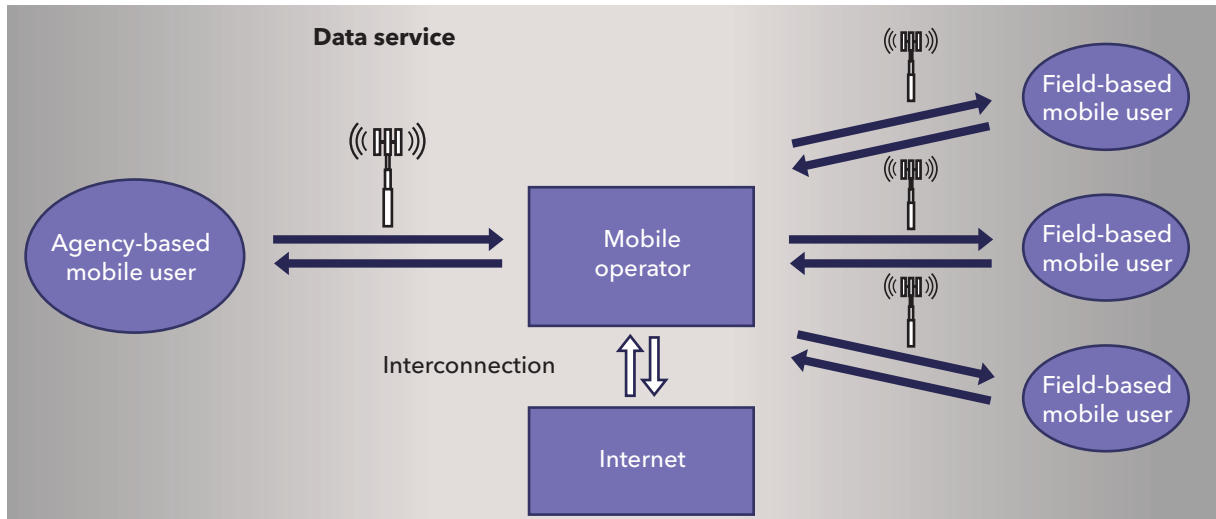 Data service
Agency-based
mobile user
Mobile
operator
Interconnection
Internet
Field-based
mobile user
Field-based
mobile user
Field-based
mobile user